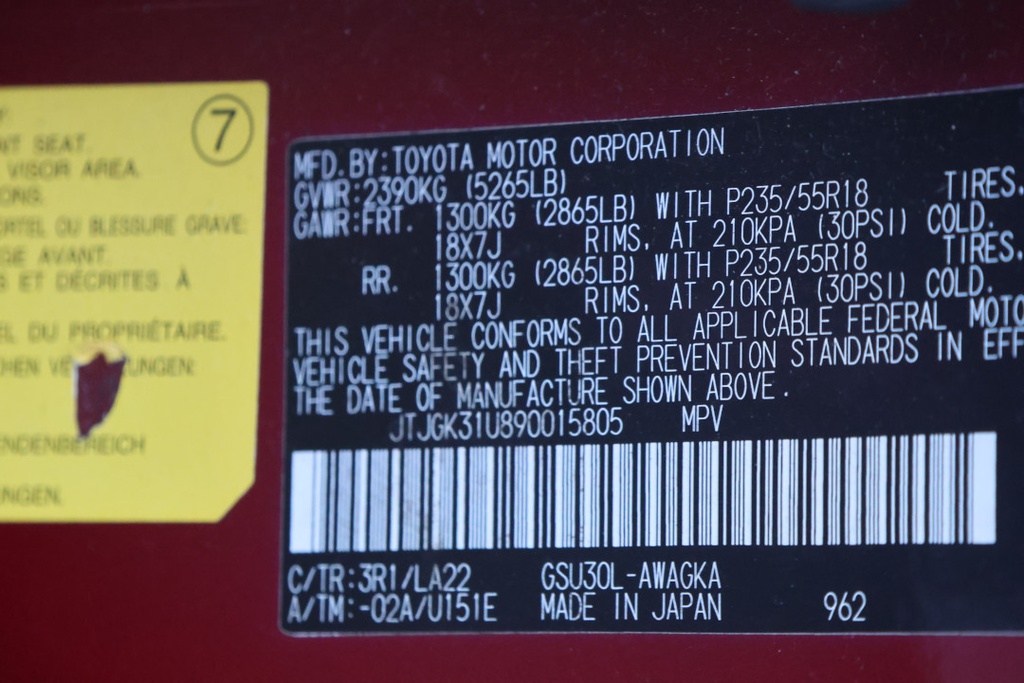 7
NT SEAT.
VISOR AREA.
ONS.
ORTEL OU BLESSURE GRAVE:
GE AVANT.
S ET DÉCRITES À
EL DU PROPRIÉTAIRE.
UNGEN:
ENDENBEREICH
NGEN.
MFD. BY: TOYOTA MOTOR CORPORATION
GVWR: 2390KG (5265LB)
GAWR: FRT. 1300KG (2865LB) WITH P235/55R18 TIRES,
18X7J RIMS, AT 210KPA (30PSI) COLD.
RR. 1300KG (2865LB) WITH P235/55R18 TIRES,
18X7J RIMS, AT 210KPA (30PSI) COLD.
THIS VEHICLE CONFORMS TO ALL APPLICABLE FEDERAL MOTO
VEHICLE SAFETY AND THEFT PREVENTION STANDARDS IN EFF
THE DATE OF MANUFACTURE SHOWN ABOVE.
JTJGK31U890015805 MPV
C/TR: 3R1/LA22 GSU30L-AWAGKA
A/TM: -02A/U151E MADE IN JAPAN 962